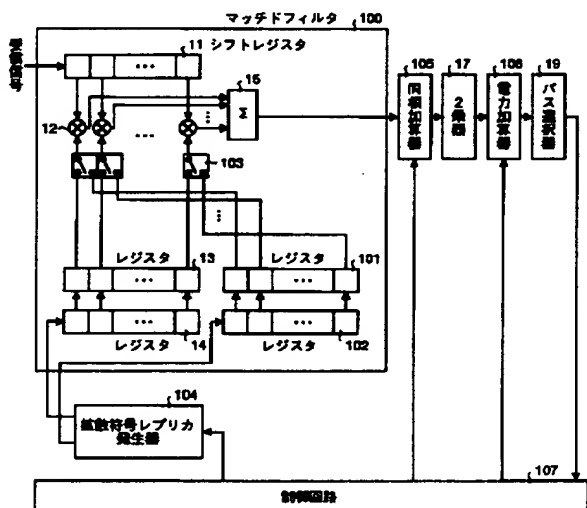 マッチドフィルタ 100
11 シフトレジスタ
15
Σ
105
同相加算器
17
2乗器
106
電力加算器
19
パス選択器
12
103
レジスタ
13
レジスタ
101
14
レジスタ
102
レジスタ
104
拡散符号レプリカ
発生器
107
制御回路